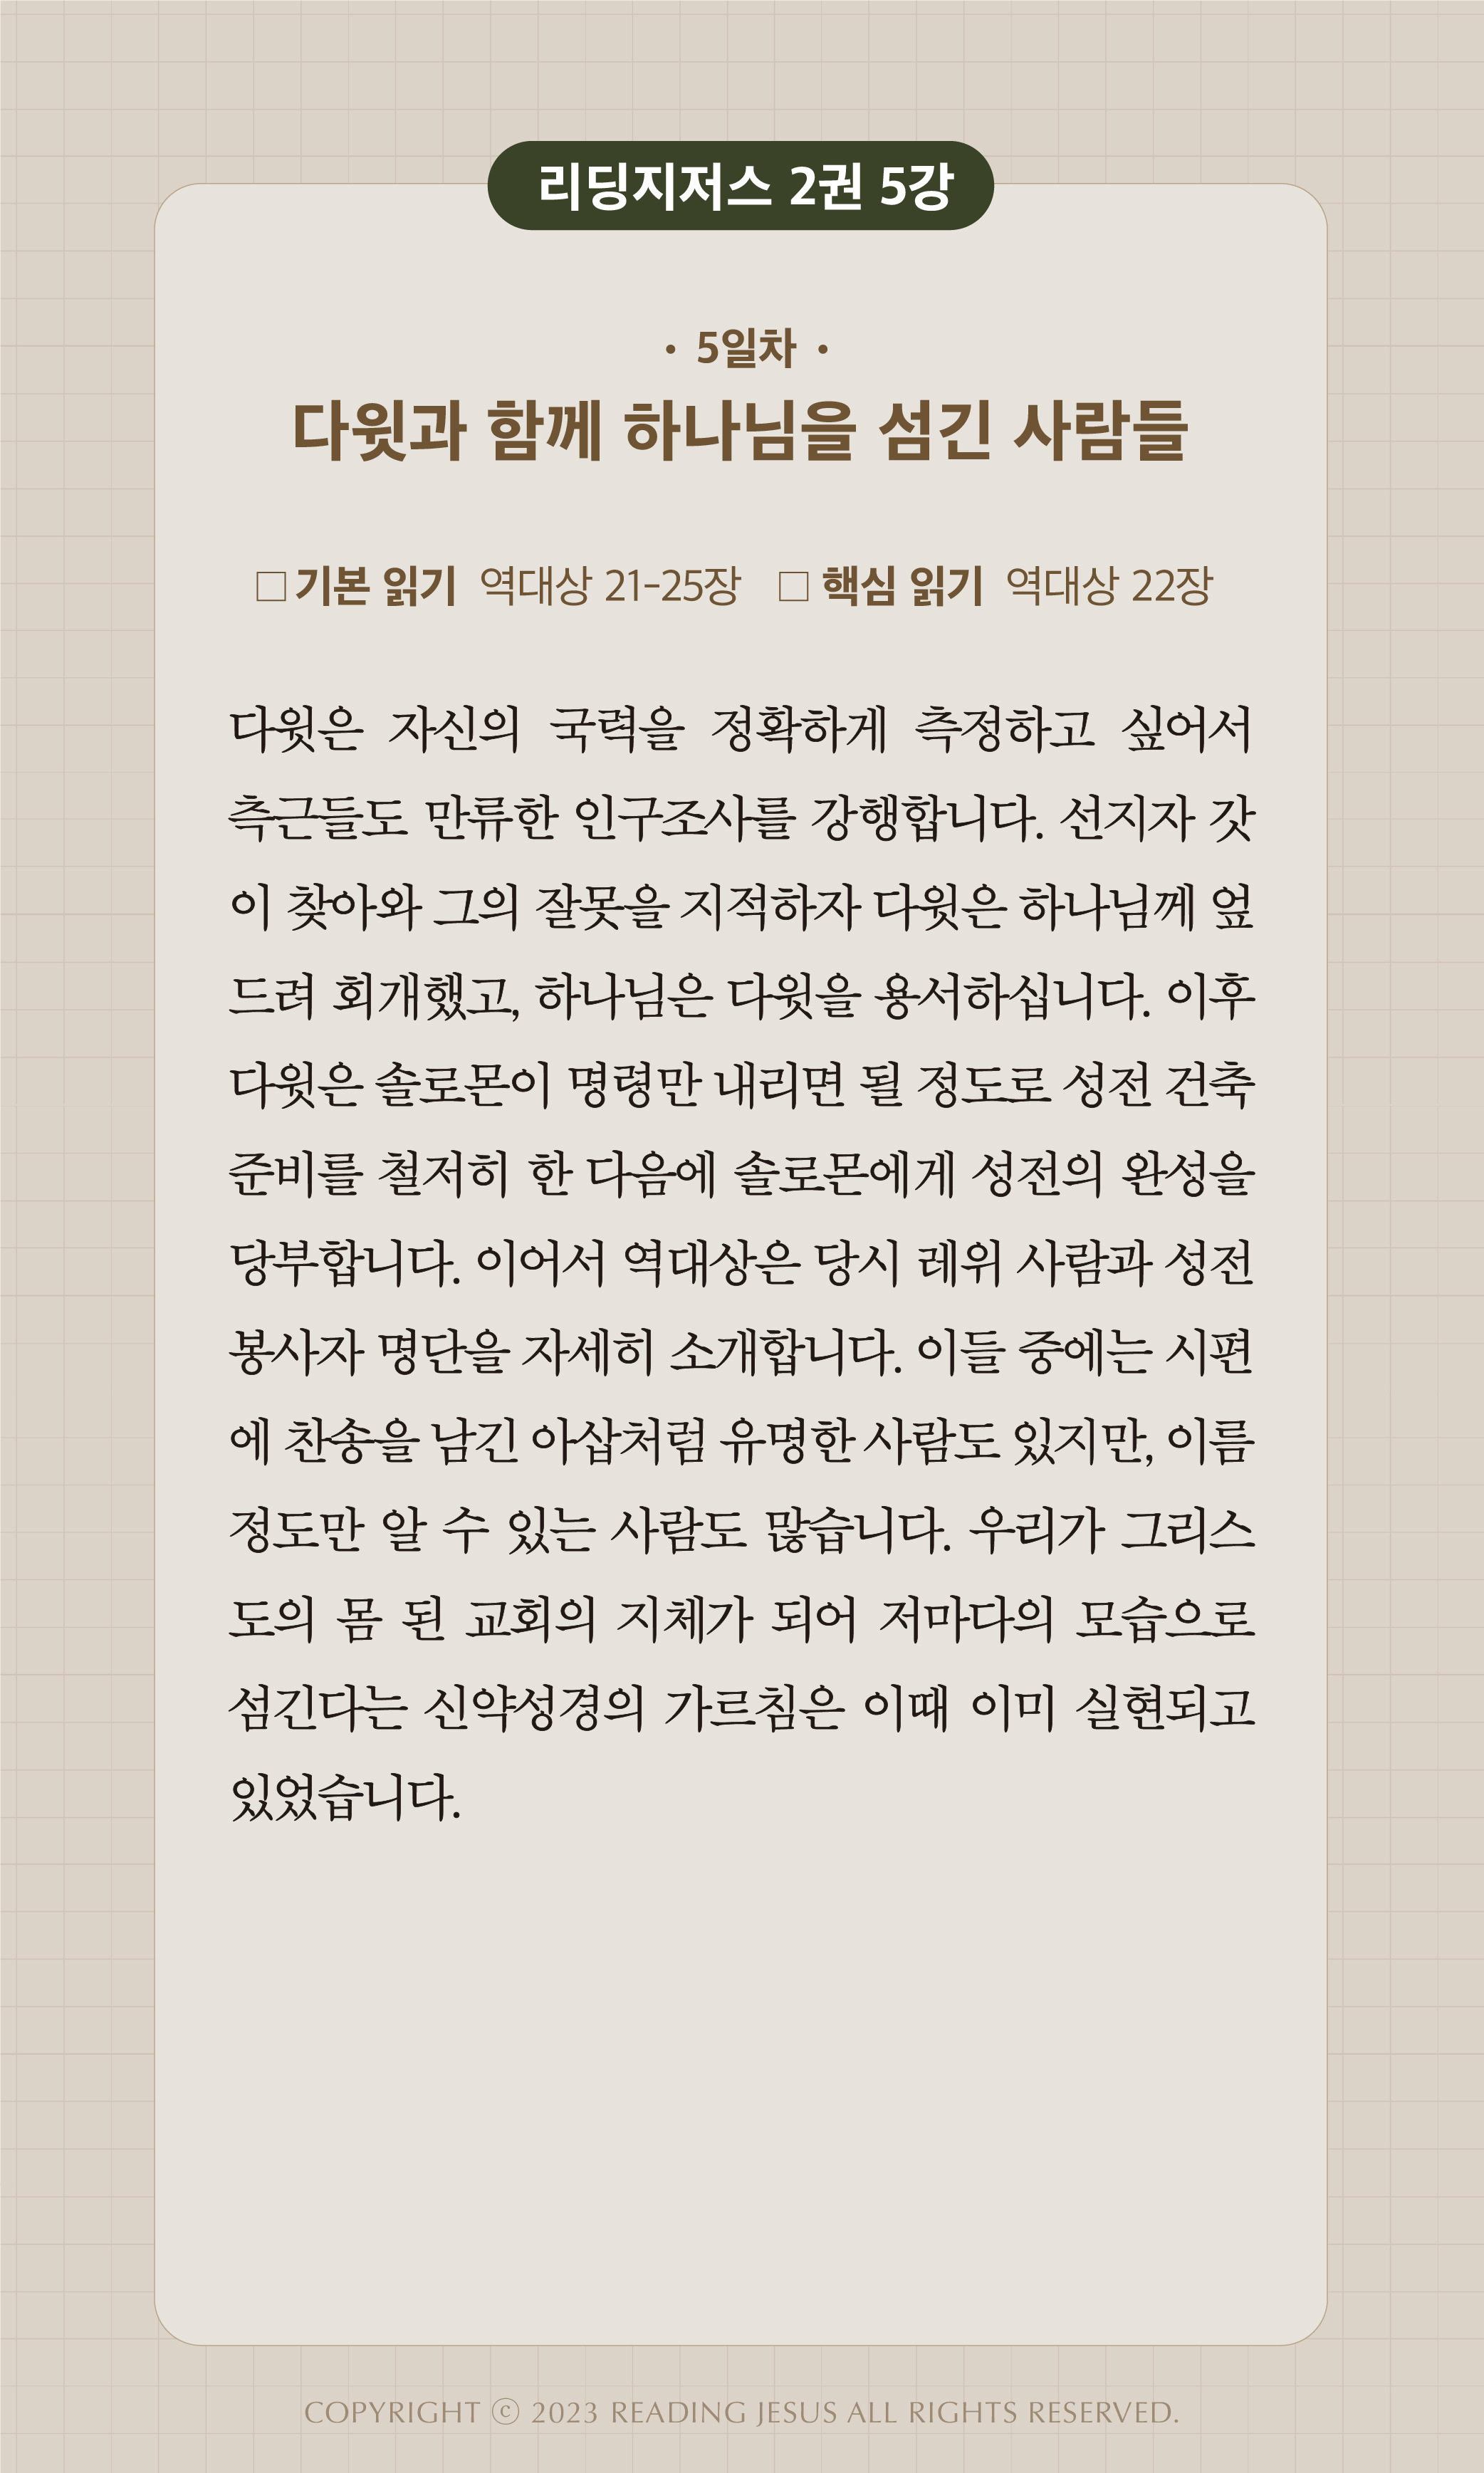 리딩지저스 2권 5강
· 5일차 ·
다윗과 함께 하나님을 섬긴 사람들
□ 기본 읽기 역대상 21-25장 □ 핵심 읽기 역대상 22장
다윗은 자신의 국력을 정확하게 측정하고 싶어서
측근들도 만류한 인구조사를 강행합니다. 선지자 갓
이 찾아와 그의 잘못을 지적하자 다윗은 하나님께 엎
드려 회개했고, 하나님은 다윗을 용서하십니다. 이후
다윗은 솔로몬이 명령만 내리면 될 정도로 성전 건축
준비를 철저히 한 다음에 솔로몬에게 성전의 완성을
당부합니다. 이어서 역대상은 당시 레위 사람과 성전
봉사자 명단을 자세히 소개합니다. 이들 중에는 시편
에 찬송을 남긴 아삽처럼 유명한 사람도 있지만, 이름
정도만 알 수 있는 사람도 많습니다. 우리가 그리스
도의 몸 된 교회의 지체가 되어 저마다의 모습으로
섬긴다는 신약성경의 가르침은 이때 이미 실현되고
있었습니다.
COPYRIGHT ⓒ 2023 READING JESUS ALL RIGHTS RESERVED.